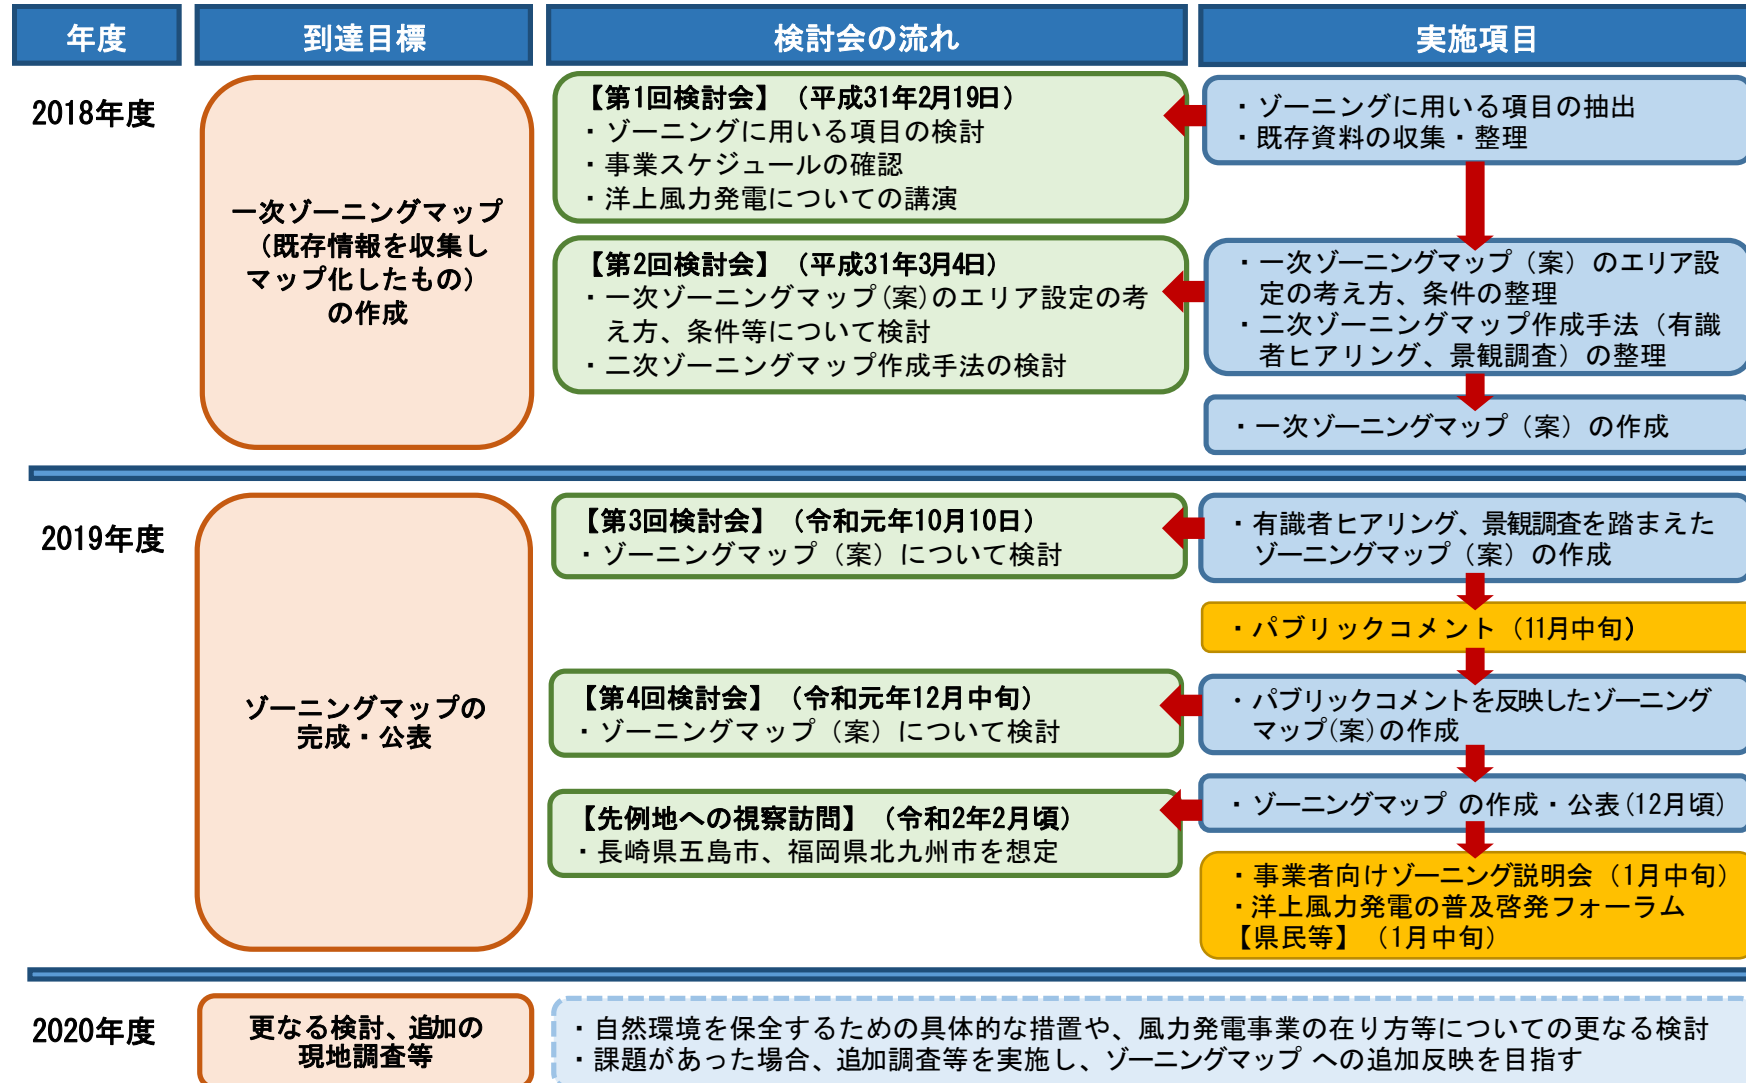 年度
到達目標
検討会の流れ
実施項目
2018年度
一次ゾーニングマップ
（既存情報を収集し
マップ化したもの）
の作成
【第1回検討会】（平成31年2月19日）
・ゾーニングに用いる項目の検討
・事業スケジュールの確認
・洋上風力発電についての講演
・ゾーニングに用いる項目の抽出
・既存資料の収集・整理
【第2回検討会】（平成31年3月4日）
・一次ゾーニングマップ(案)のエリア設定の考
え方、条件等について検討
・二次ゾーニングマップ作成手法の検討
・一次ゾーニングマップ（案）のエリア設
定の考え方、条件の整理
・二次ゾーニングマップ作成手法（有識
者ヒアリング、景観調査）の整理
・一次ゾーニングマップ（案）の作成
2019年度
ゾーニングマップの
完成・公表
【第3回検討会】（令和元年10月10日）
・ゾーニングマップ（案）について検討
・有識者ヒアリング、景観調査を踏まえた
ゾーニングマップ（案）の作成
・パブリックコメント（11月中旬）
【第4回検討会】（令和元年12月中旬）
・ゾーニングマップ（案）について検討
・パブリックコメントを反映したゾーニング
マップ(案)の作成
【先例地への視察訪問】（令和2年2月頃）
・長崎県五島市、福岡県北九州市を想定
・ゾーニングマップ の作成・公表(12月頃)
・事業者向けゾーニング説明会（1月中旬）
・洋上風力発電の普及啓発フォーラム
【県民等】（1月中旬）
2020年度
更なる検討、追加の
現地調査等
・自然環境を保全するための具体的な措置や、風力発電事業の在り方等についての更なる検討
・課題があった場合、追加調査等を実施し、ゾーニングマップ への追加反映を目指す